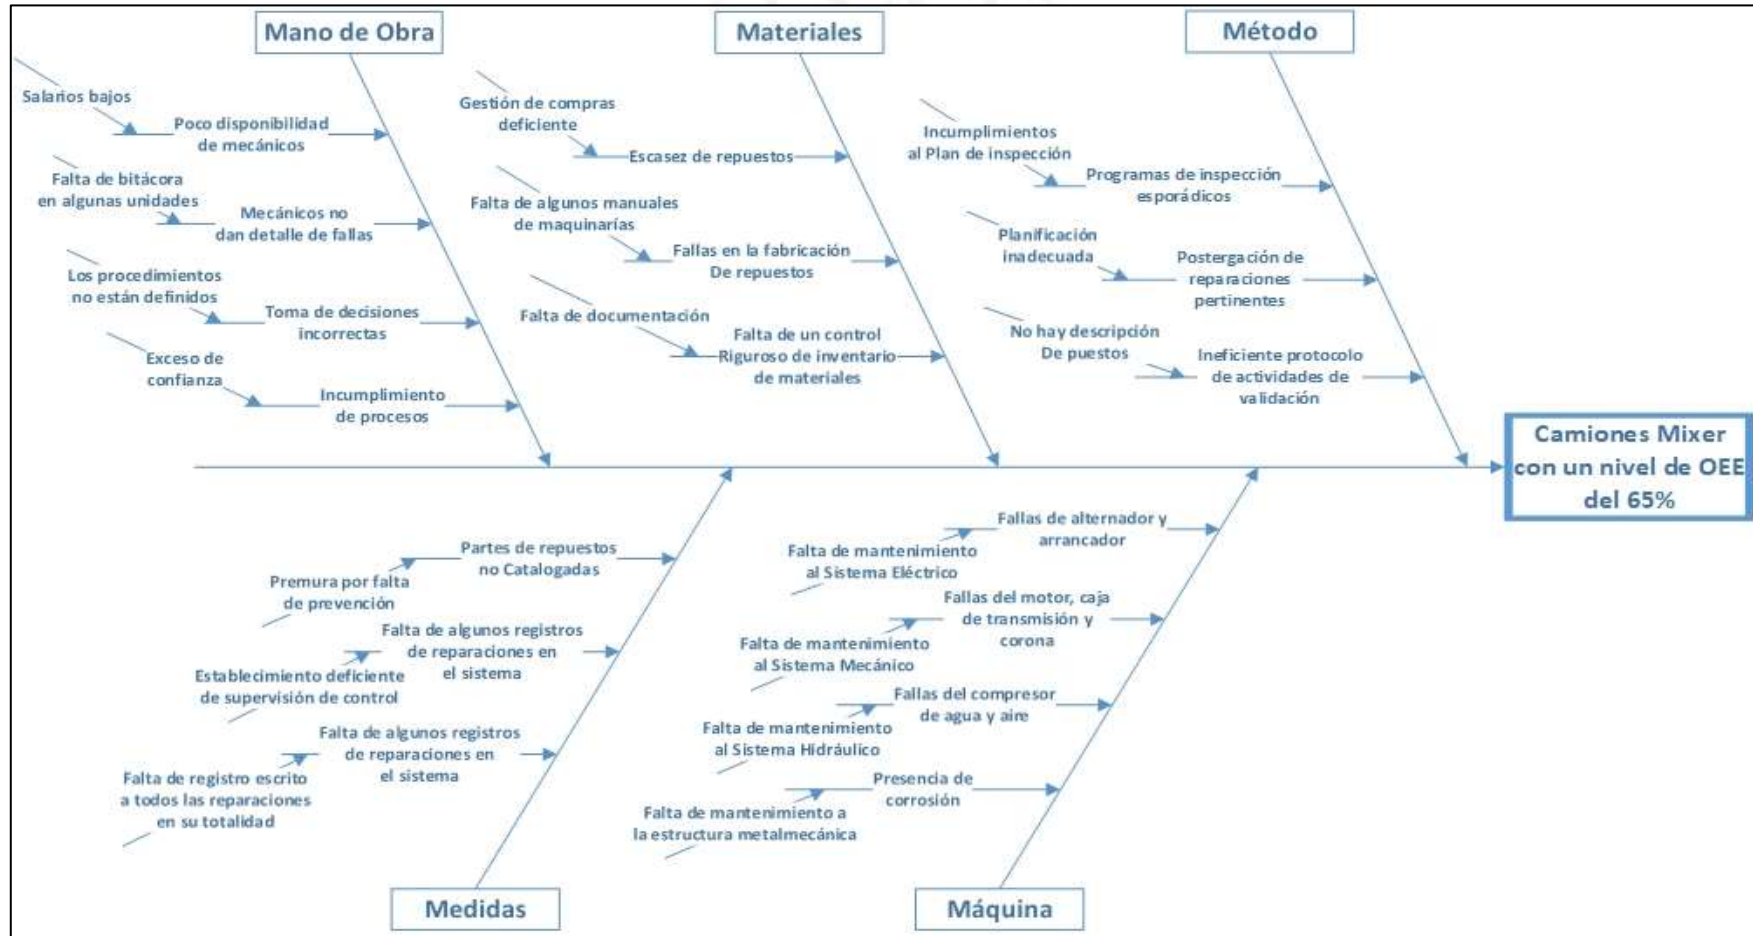 Mano de Obra
Salarios bajos
Poco disponibilidad
de mecánicos
Falta de bitácora
en algunas unidades
Mecánicos no
dan detalle de fallas
Los procedimientos
no están definidos
Toma de decisiones
incorrectas
Exceso de
confianza
Incumplimiento
de procesos
Materiales
Gestión de compras
deficiente
Escasez de repuestos
Falta de algunos manuales
de maquinarías
Fallas en la fabricación
De repuestos
Falta de documentación
Falta de un control
Riguroso de inventario
de materiales
Método
Incumplimientos
al Plan de inspección
Programas de inspección
esporádicos
Planificación
inadecuada
Postergación de
reparaciones
pertinentes
No hay descripción
De puestos
Ineficiente protocolo
de actividades de
validación
Camiones Mixer
con un nivel de OEE
del 65%
Partes de repuestos
no Catalogadas
Premura por falta
de prevención
Falta de algunos registros
de reparaciones en
el sistema
Establecimiento deficiente
de supervisión de control
Falta de algunos registros
de reparaciones en
el sistema
Falta de registro escrito
a todos las reparaciones
en su totalidad
Medidas
Fallas de alternador y
arrancador
Falta de mantenimiento
al Sistema Eléctrico
Fallas del motor, caja
de transmisión y
corona
Falta de mantenimiento
al Sistema Mecánico
Fallas del compresor
de agua y aire
Falta de mantenimiento
al Sistema Hidráulico
Presencia de
corrosión
Falta de mantenimiento a
la estructura metalmecánica
Máquina